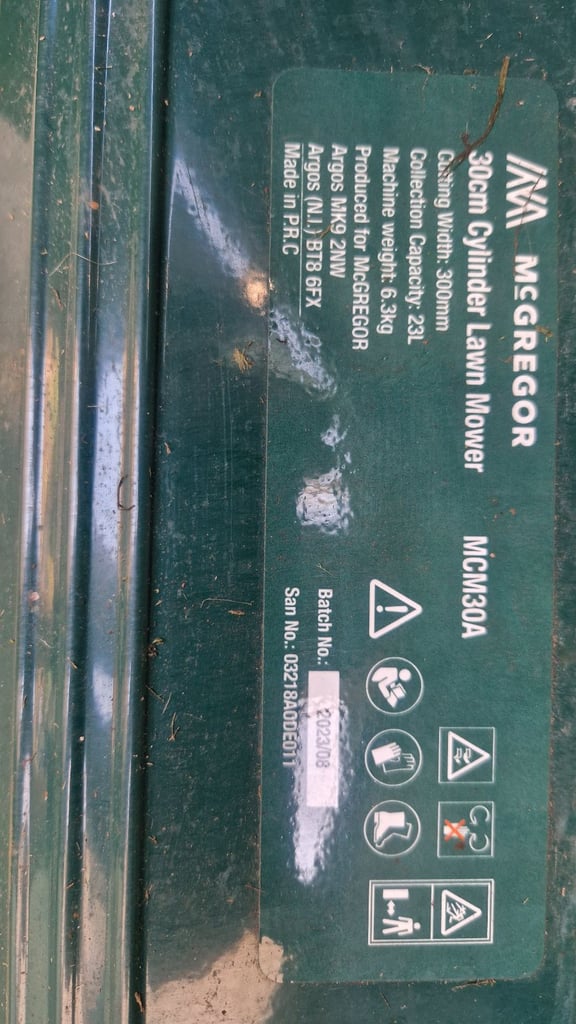 McGREGOR
30cm Cylinder Lawn Mower MCM30A
Cutting Width: 300mm
Collection Capacity: 23L
Machine weight: 6.3kg
Produced for McGREGOR
Argos MK9 2NW
Argos (N.I.) BT8 6FX
Made in P.R.C
Batch No.: 2023/08
San No.: 03218A0DE011